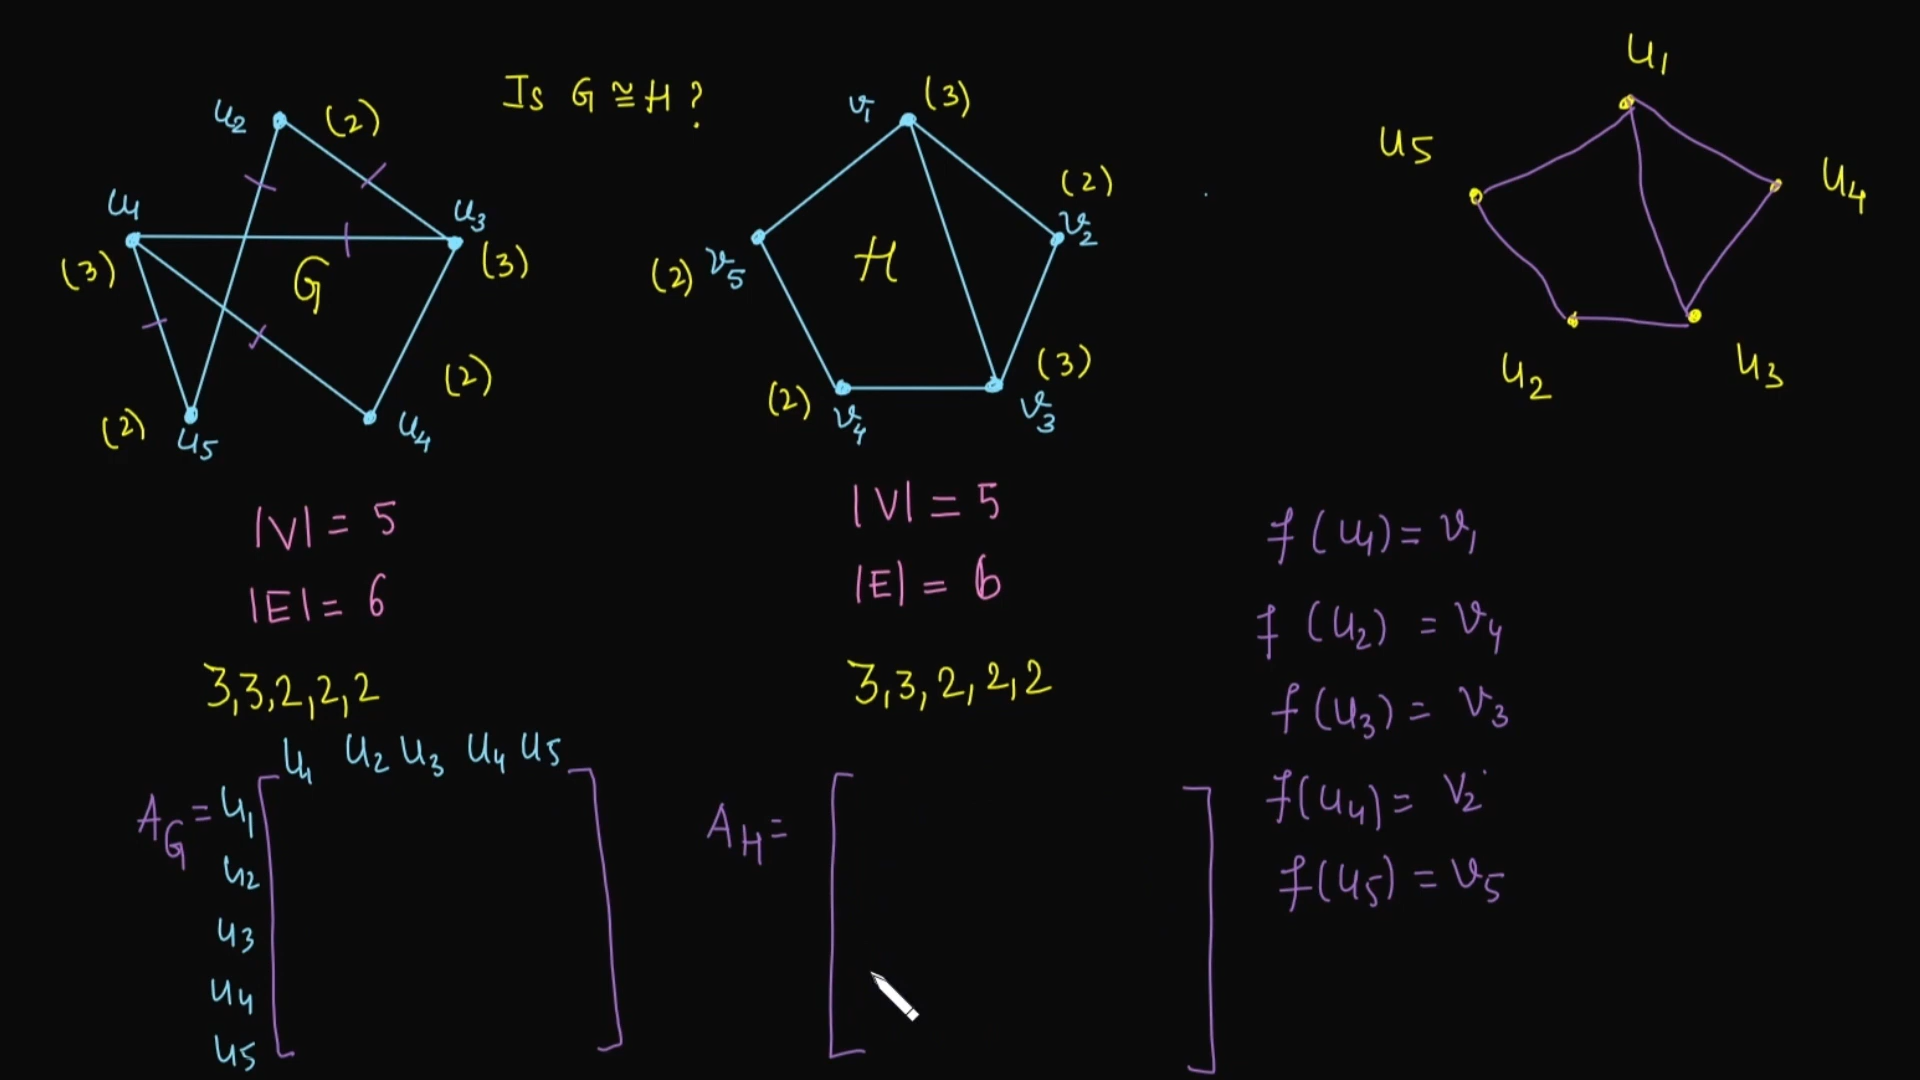 Is G ≅ H ?
u2 (2)
u1 (3)
u3 (3)
G
u5 (2)
u4 (2)
|V| = 5
|E| = 6
3,3,2,2,2
v1 (3)
v2 (2)
v5 (2)
H
v4 (2)
v3 (3)
|V| = 5
|E| = 6
3,3,2,2,2
u1
u5
u4
u2
u3
f(u1) = v1
f(u2) = v4
f(u3) = v3
f(u4) = v2
f(u5) = v5
u1 u2 u3 u4 u5
AG = u1
u2
u3
u4
u5
AH =